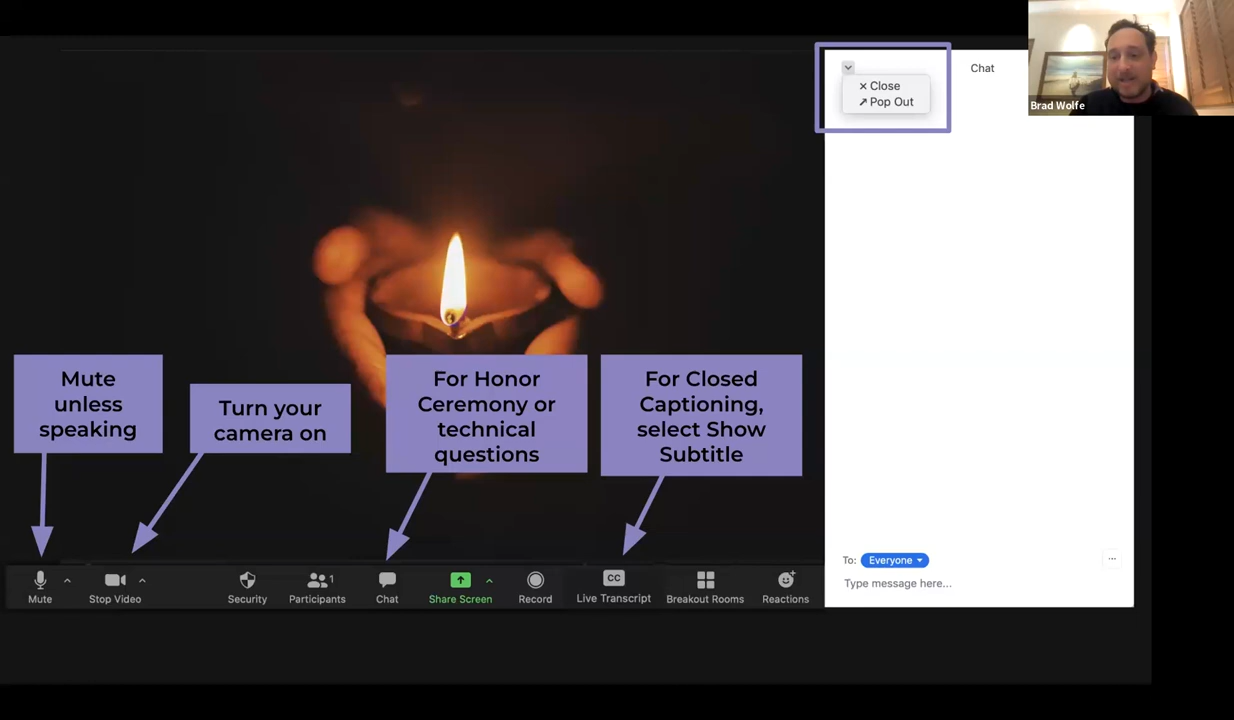 Close
Pop Out
Chat
Brad Wolfe
Mute
unless
speaking
Turn your
camera on
For Honor
Ceremony or
technical
questions
For Closed
Captioning,
select Show
Subtitle
To: Everyone
Type message here...
Mute
Stop Video
Security
Participants
1
Chat
Share Screen
Record
CC
Live Transcript
Breakout Rooms
Reactions